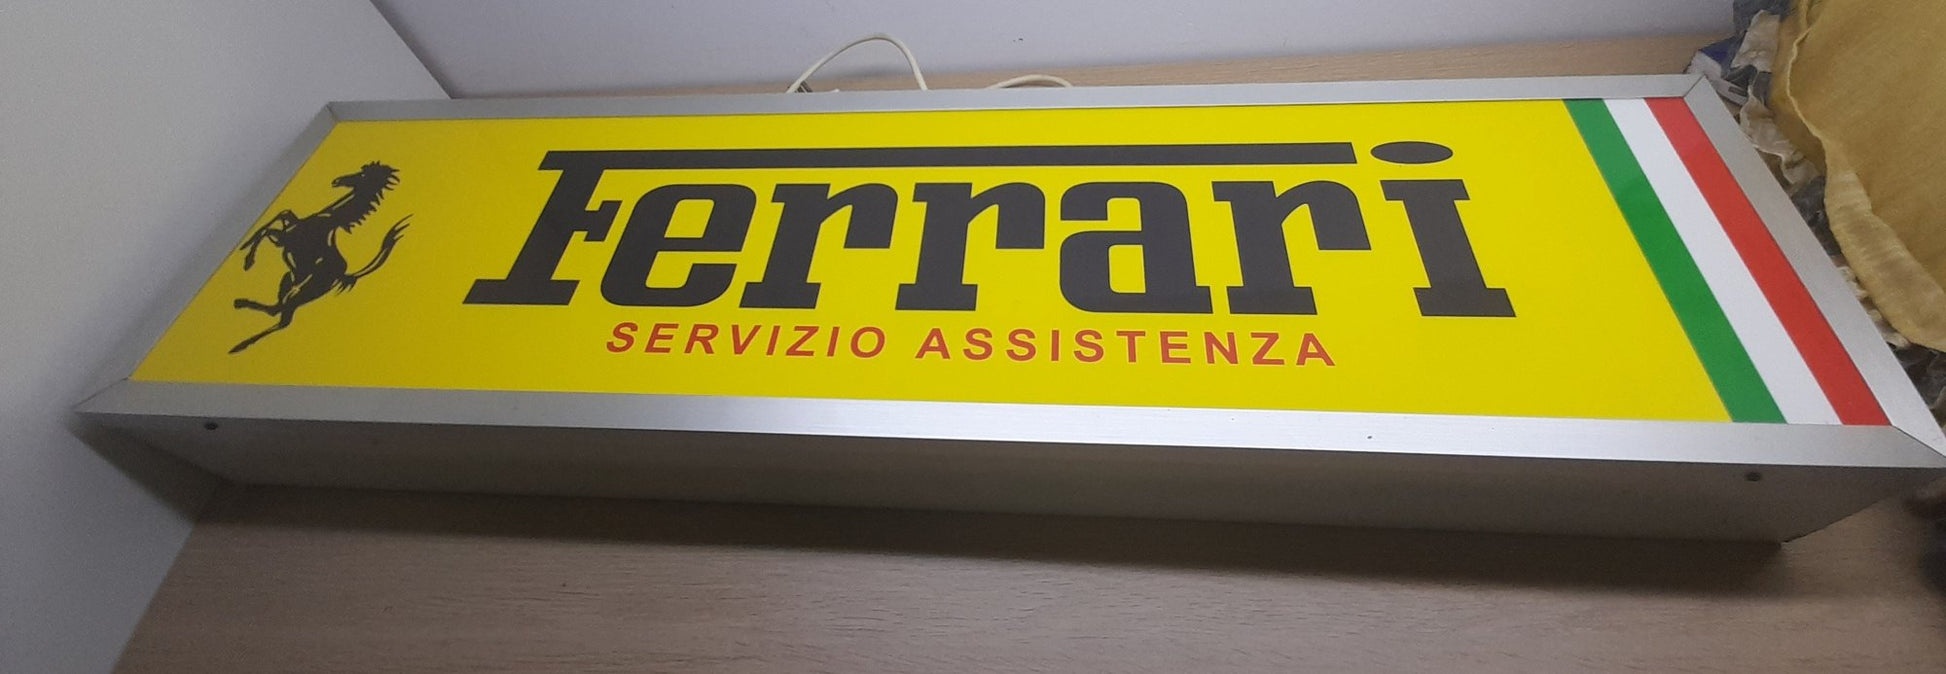 Ferrari
SERVIZIO ASSISTENZA